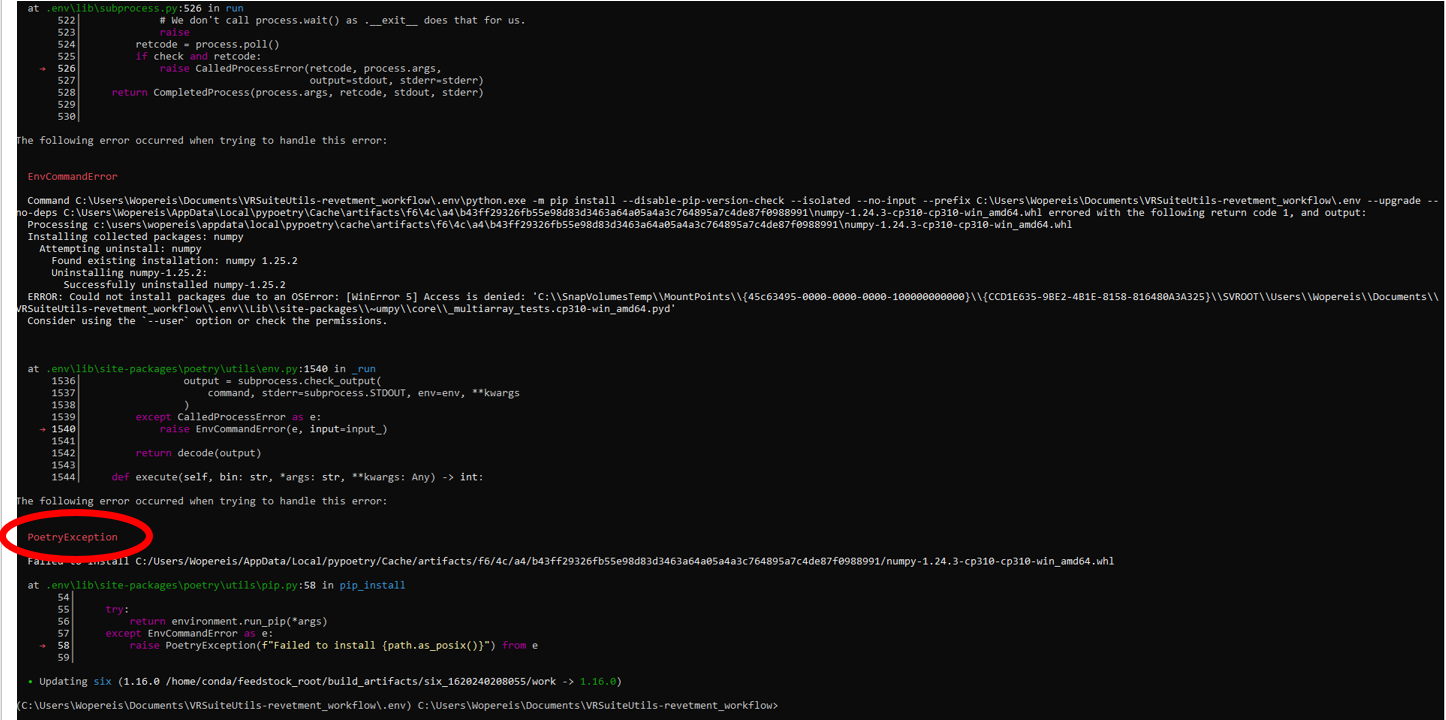 at .env\lib\subprocess.py:526 in run
522| # We don't call process.wait() as .__exit__ does that for us.
523| raise
524| retcode = process.poll()
525| if check and retcode:
→ 526| raise CalledProcessError(retcode, process.args,
527| output=stdout, stderr=stderr)
528| return CompletedProcess(process.args, retcode, stdout, stderr)
529|
530|
The following error occurred when trying to handle this error:
EnvCommandError
Command C:\Users\Wopereis\Documents\VRSuiteUtils-revetment_workflow\.env\python.exe -m pip install --disable-pip-version-check --isolated --no-input --prefix C:\Users\Wopereis\Documents\VRSuiteUtils-revetment_workflow\.env --upgrade --
no-deps C:\Users\Wopereis\AppData\Local\pypoetry\Cache\artifacts\f6\4c\a4\b43ff29326fb55e98d83d3463a64a05a4a3c764895a7c4de87f0988991\numpy-1.24.3-cp310-cp310-win_amd64.whl errored with the following return code 1, and output:
Processing c:\users\wopereis\appdata\local\pypoetry\cache\artifacts\f6\4c\a4\b43ff29326fb55e98d83d3463a64a05a4a3c764895a7c4de87f0988991\numpy-1.24.3-cp310-cp310-win_amd64.whl
Installing collected packages: numpy
Attempting uninstall: numpy
Found existing installation: numpy 1.25.2
Uninstalling numpy-1.25.2:
Successfully uninstalled numpy-1.25.2
ERROR: Could not install packages due to an OSError: [WinError 5] Access is denied: 'C:\\SnapVolumesTemp\\MountPoints\\{45c63495-0000-0000-0000-100000000000}\\{CCD1E635-9BE2-4B1E-8158-816480A3A325}\\SVROOT\\Users\\Wopereis\\Documents\\
VRSuiteUtils-revetment_workflow\\.env\\Lib\\site-packages\\~umpy\\core\\_multiarray_tests.cp310-win_amd64.pyd'
Consider using the `--user` option or check the permissions.
at .env\lib\site-packages\poetry\utils\env.py:1540 in _run
1536| output = subprocess.check_output(
1537| command, stderr=subprocess.STDOUT, env=env, **kwargs
1538| )
1539| except CalledProcessError as e:
→ 1540| raise EnvCommandError(e, input=input_)
1541|
1542| return decode(output)
1543|
1544| def execute(self, bin: str, *args: str, **kwargs: Any) -> int:
The following error occurred when trying to handle this error:
PoetryException
Failed to install C:/Users/Wopereis/AppData/Local/pypoetry/Cache/artifacts/f6/4c/a4/b43ff29326fb55e98d83d3463a64a05a4a3c764895a7c4de87f0988991/numpy-1.24.3-cp310-cp310-win_amd64.whl
at .env\lib\site-packages\poetry\utils\pip.py:58 in pip_install
54|
55| try:
56| return environment.run_pip(*args)
57| except EnvCommandError as e:
→ 58| raise PoetryException(f"Failed to install {path.as_posix()}") from e
59|
• Updating six (1.16.0 /home/conda/feedstock_root/build_artifacts/six_1620240208055/work -> 1.16.0)
(C:\Users\Wopereis\Documents\VRSuiteUtils-revetment_workflow\.env) C:\Users\Wopereis\Documents\VRSuiteUtils-revetment_workflow>